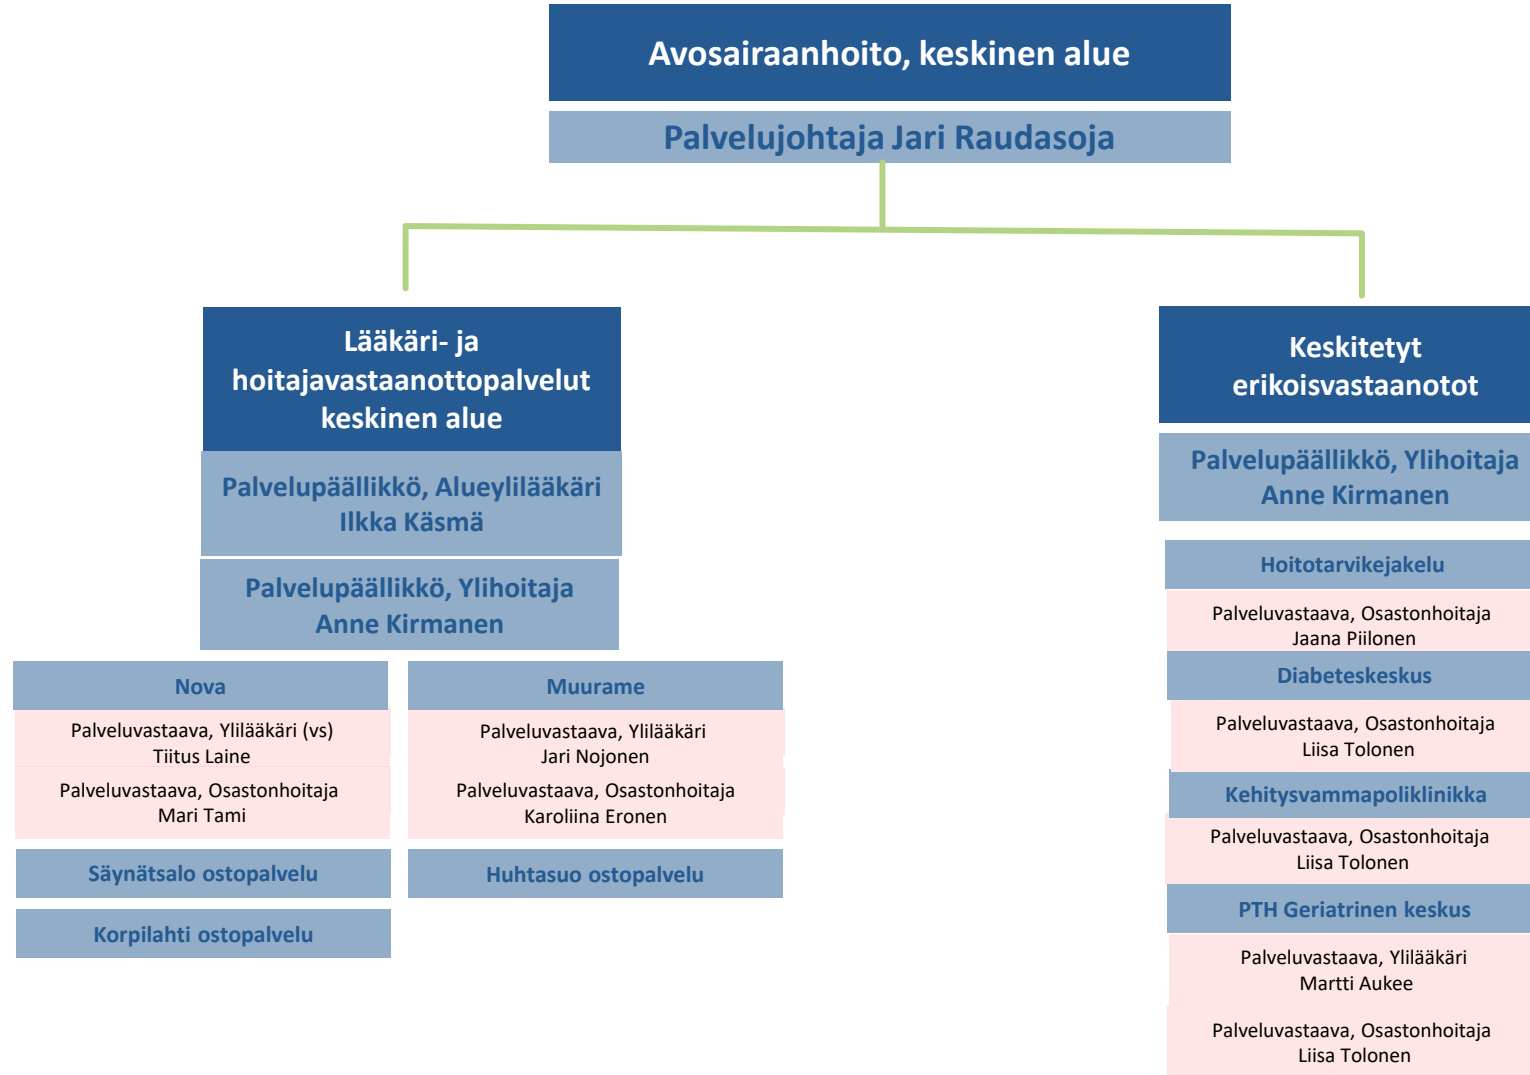 Avosairaanhoito, keskinen alue
Palvelujohtaja Jari Raudasoja
Lääkäri- ja
hoitajavastaanottopalvelut
keskinen alue
Palvelupäällikkö, Alueylilääkäri
Ilkka Käsmä
Palvelupäällikkö, Ylihoitaja
Anne Kirmanen
Nova
Palveluvastaava, Ylilääkäri (vs)
Tiitus Laine
Palveluvastaava, Osastonhoitaja
Mari Tami
Säynätsalo ostopalvelu
Korpilahti ostopalvelu
Muurame
Palveluvastaava, Ylilääkäri
Jari Nojonen
Palveluvastaava, Osastonhoitaja
Karoliina Eronen
Huhtasuo ostopalvelu
Keskitetyt
erikoisvastaanotot
Palvelupäällikkö, Ylihoitaja
Anne Kirmanen
Hoitotarvikejakelu
Palveluvastaava, Osastonhoitaja
Jaana Piilonen
Diabeteskeskus
Palveluvastaava, Osastonhoitaja
Liisa Tolonen
Kehitysvammapoliklinikka
Palveluvastaava, Osastonhoitaja
Liisa Tolonen
PTH Geriatrinen keskus
Palveluvastaava, Ylilääkäri
Martti Aukee
Palveluvastaava, Osastonhoitaja
Liisa Tolonen